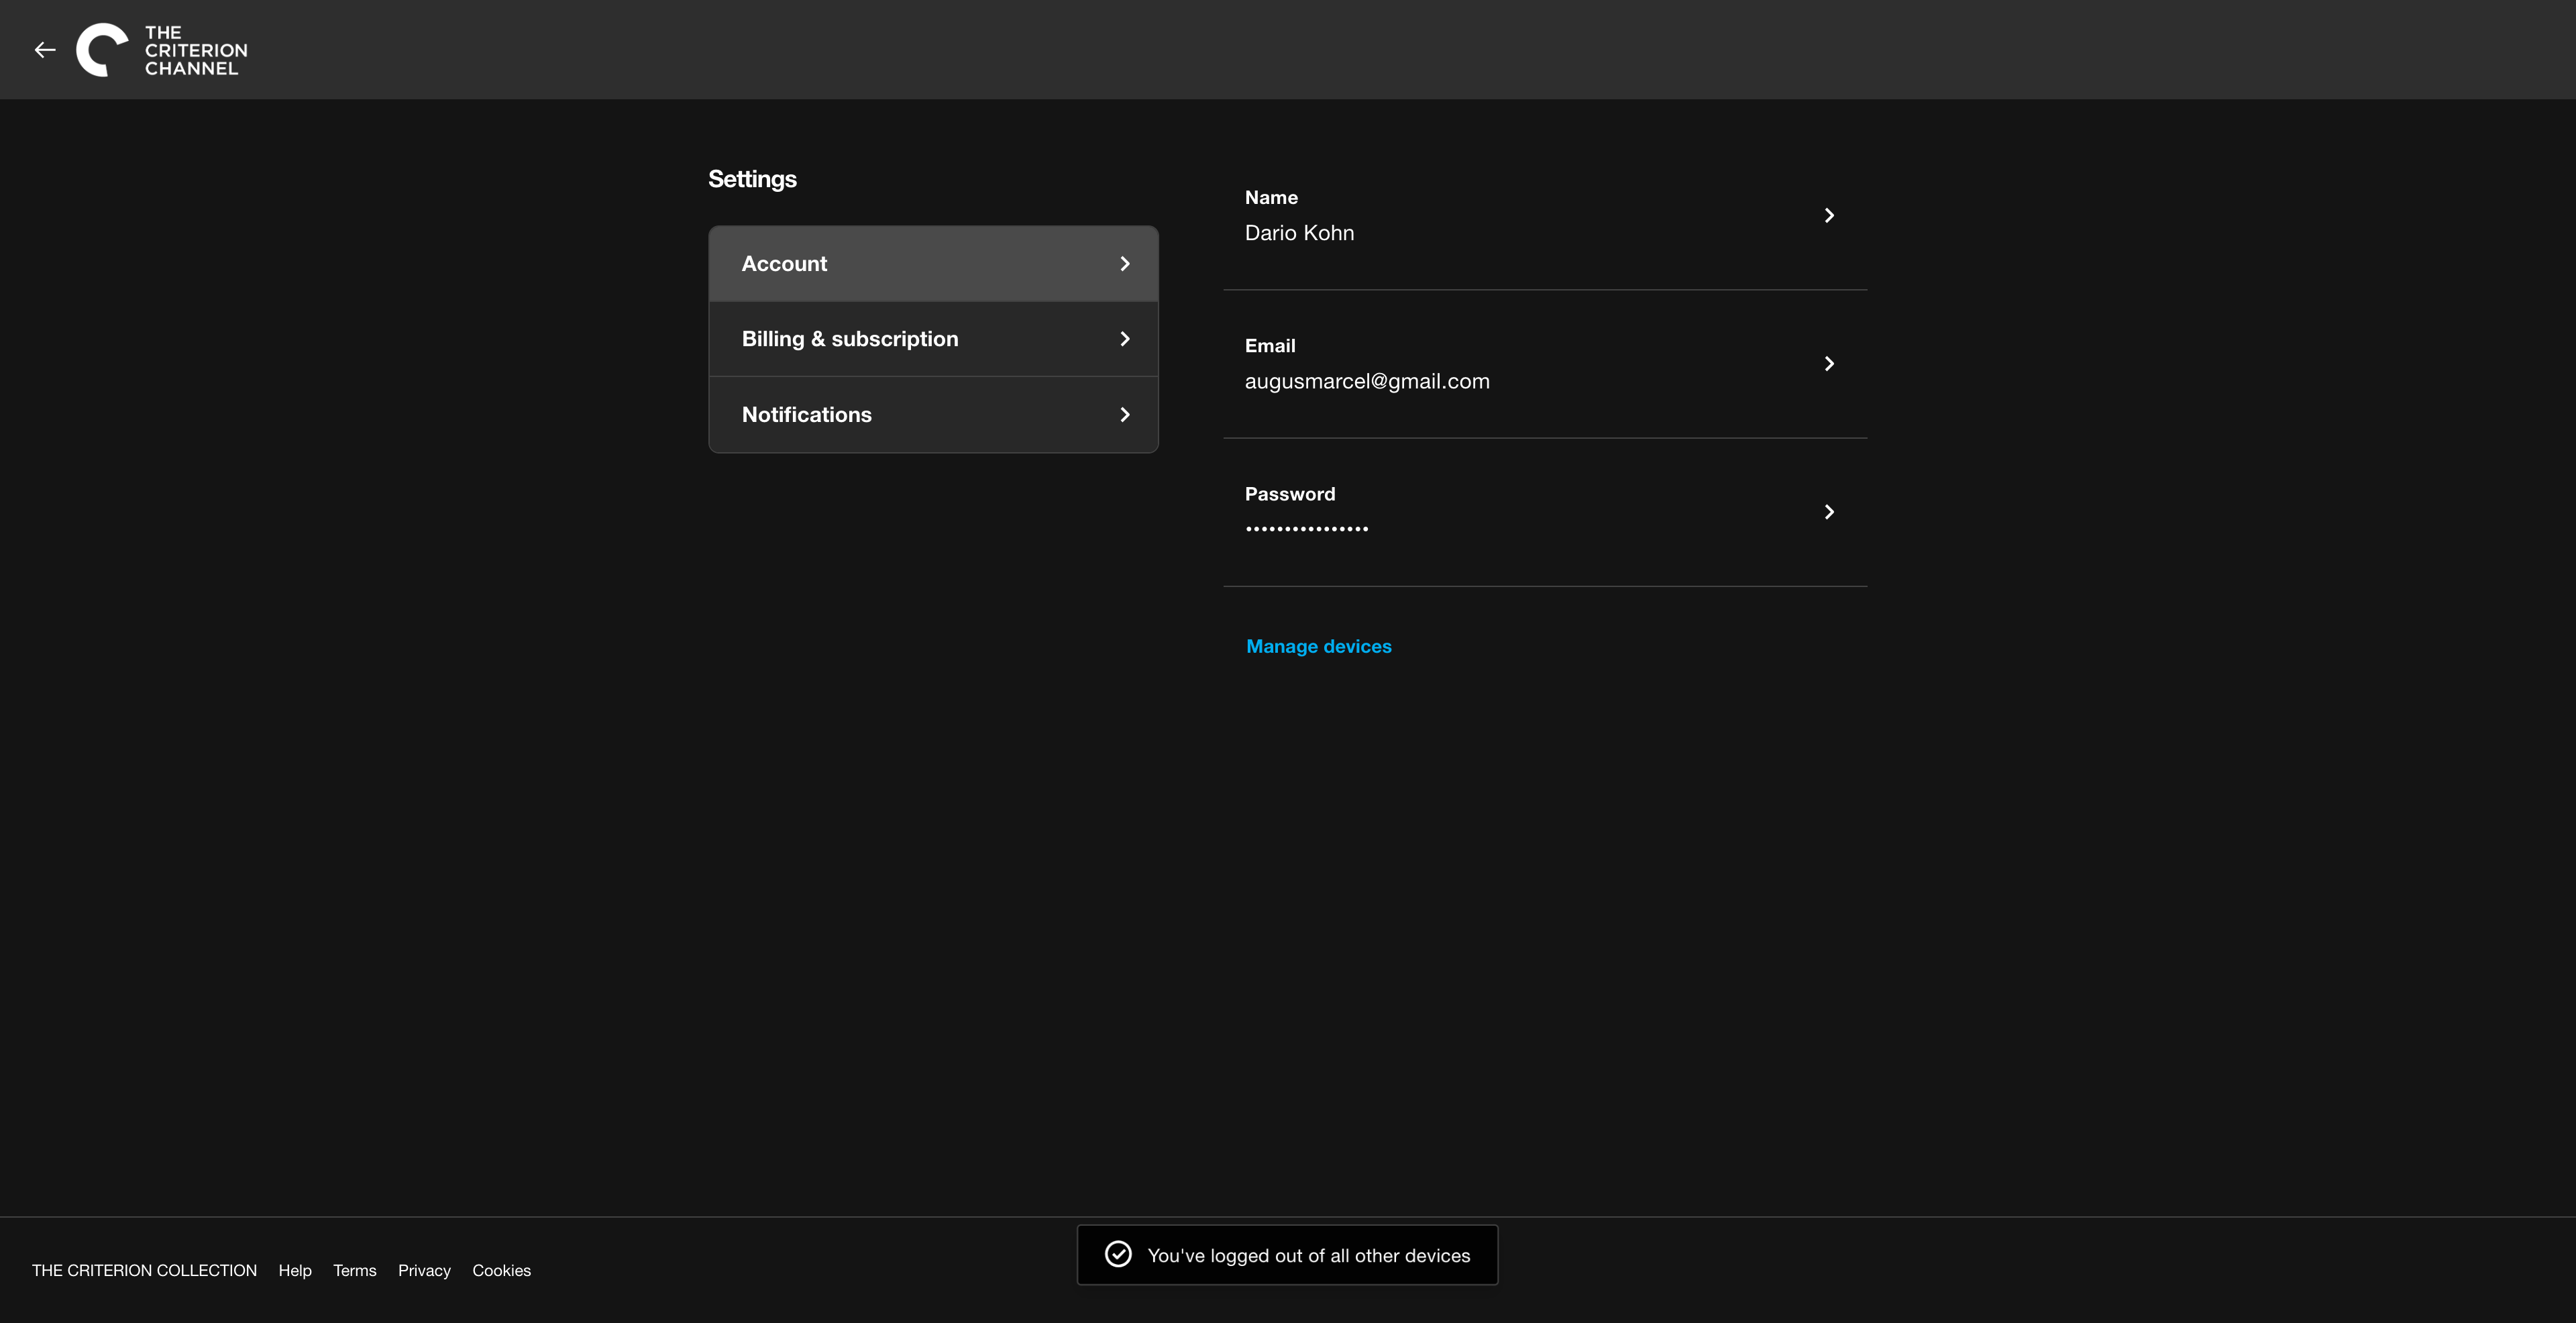 THE
CRITERION
CHANNEL
Settings
Account
Billing & subscription
Notifications
Name
Dario Kohn
Email
augusmarcel@gmail.com
Password
••••••••••••••••
Manage devices
THE CRITERION COLLECTION Help Terms Privacy Cookies
You've logged out of all other devices